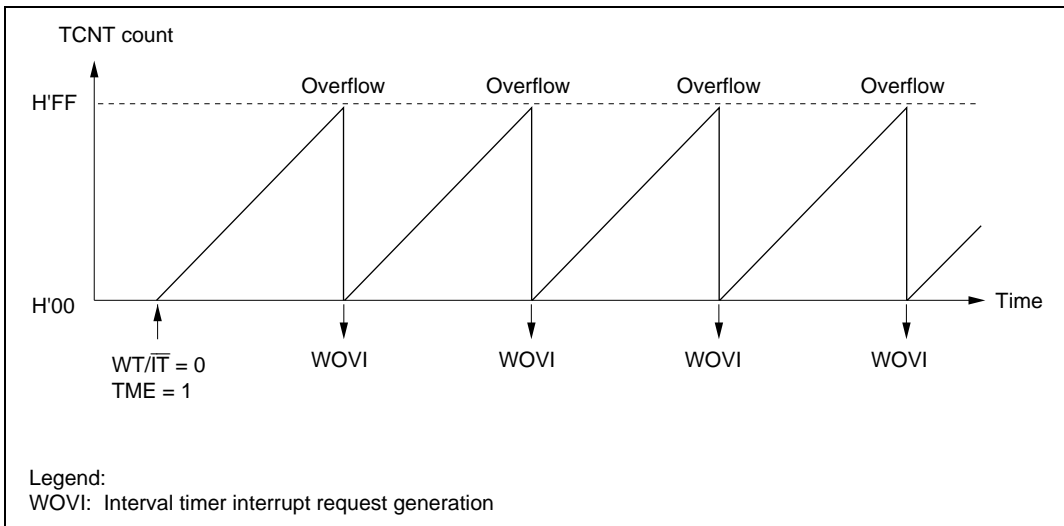 TCNT count
Overflow Overflow Overflow Overflow
H'FF
H'00
Time
WT/I̅T̅ = 0
TME = 1
WOVI WOVI WOVI WOVI
Legend:
WOVI: Interval timer interrupt request generation